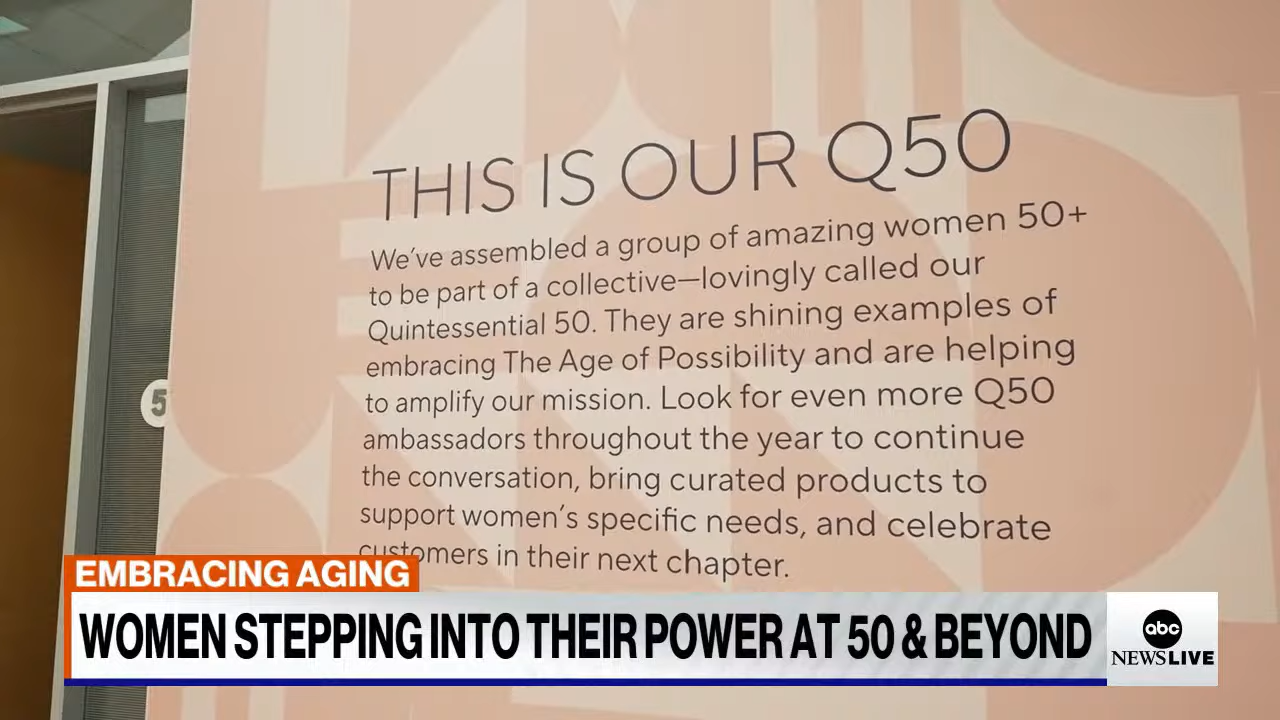 THIS IS OUR Q50
We've assembled a group of amazing women 50+
to be part of a collective—lovingly called our
Quintessential 50. They are shining examples of
embracing The Age of Possibility and are helping
to amplify our mission. Look for even more Q50
ambassadors throughout the year to continue
the conversation, bring curated products to
support women's specific needs, and celebrate
customers in their next chapter.
5
EMBRACING AGING
WOMEN STEPPING INTO THEIR POWER AT 50 & BEYOND
abc
NEWS LIVE